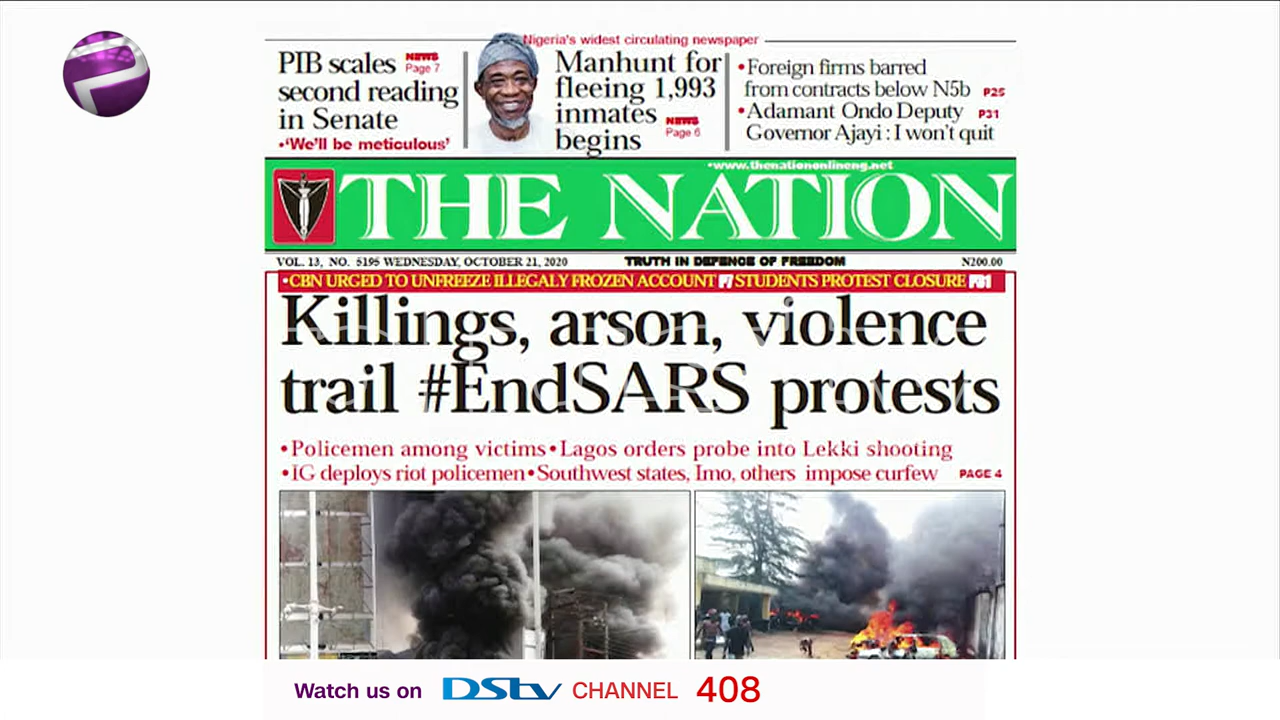 Nigeria's widest circulating newspaper
PIB scales NEWS Page 7
second reading
in Senate
•'We'll be meticulous'
Manhunt for
fleeing 1,993
inmates NEWS Page 6
begins
•Foreign firms barred
from contracts below N5b P25
•Adamant Ondo Deputy P31
Governor Ajayi : I won't quit
•www.thenationonlineng.net
THE NATION
VOL. 13, NO. 5195 WEDNESDAY, OCTOBER 21, 2020 TRUTH IN DEFENCE OF FREEDOM N200.00
•CBN URGED TO UNFREEZE ILLEGALY FROZEN ACCOUNT P7 STUDENTS PROTEST CLOSURE P31
Killings, arson, violence
trail #EndSARS protests
•Policemen among victims•Lagos orders probe into Lekki shooting
•IG deploys riot policemen•Southwest states, Imo, others impose curfew PAGE 4
Watch us on DStv CHANNEL 408